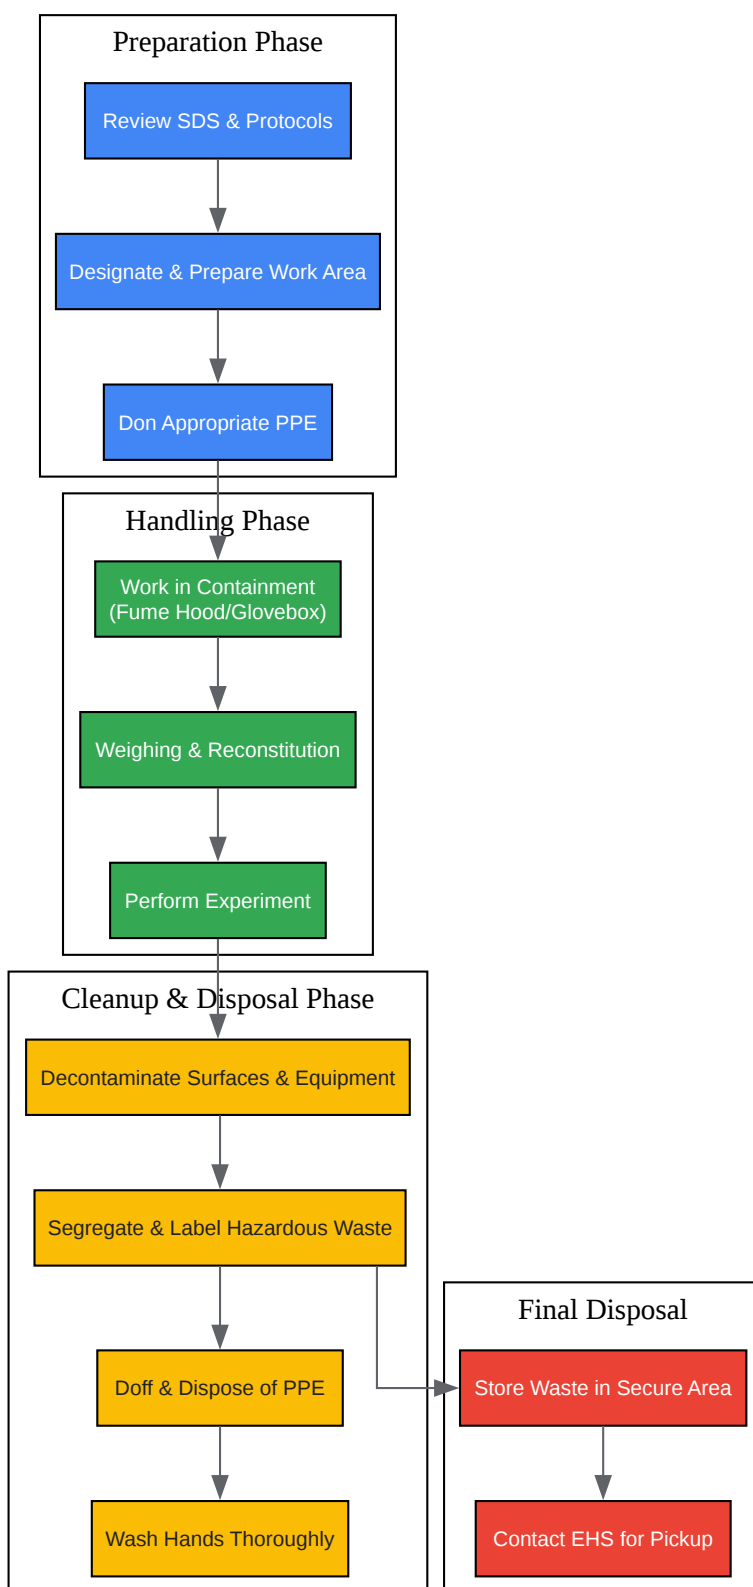 Preparation Phase
Review SDS & Protocols
Designate & Prepare Work Area
Don Appropriate PPE
Handling Phase
Work in Containment
(Fume Hood/Glovebox)
Weighing & Reconstitution
Perform Experiment
Cleanup & Disposal Phase
Decontaminate Surfaces & Equipment
Segregate & Label Hazardous Waste
Doff & Dispose of PPE
Wash Hands Thoroughly
Final Disposal
Store Waste in Secure Area
Contact EHS for Pickup